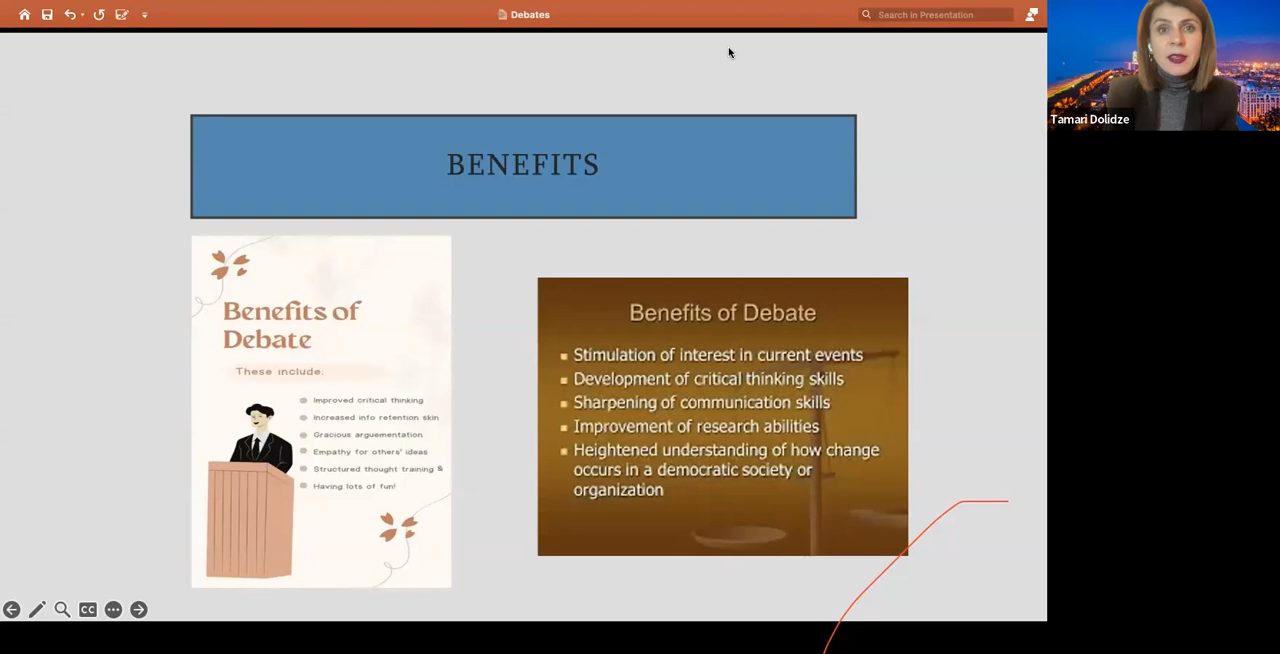 Debates
Search in Presentation
Tamari Dolidze
BENEFITS
Benefits of
Debate
These include:
Improved critical thinking
Increased info retention skin
Gracious arguementation
Empathy for others' ideas
Structured thought training &
Having lots of fun!
Benefits of Debate
Stimulation of interest in current events
Development of critical thinking skills
Sharpening of communication skills
Improvement of research abilities
Heightened understanding of how change
occurs in a democratic society or
organization
CC